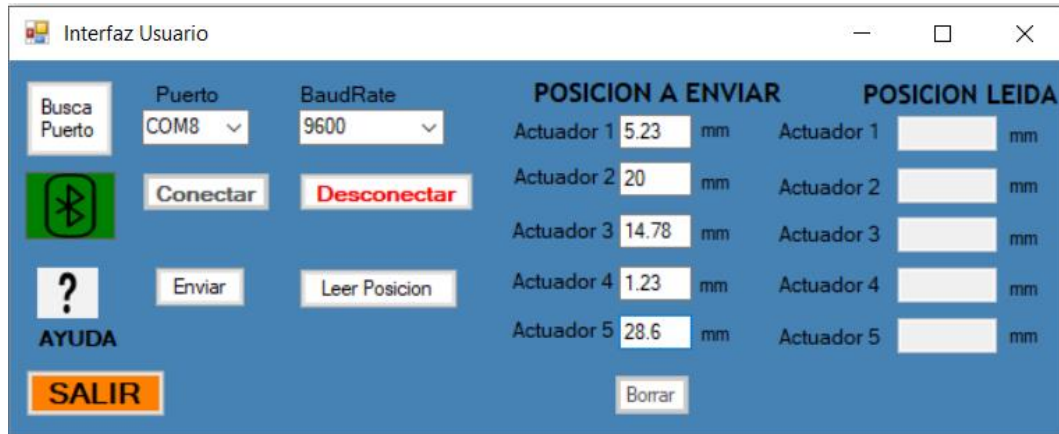 Interfaz Usuario
Busca
Puerto
Puerto
COM8
BaudRate
9600
Conectar
Desconectar
Enviar
Leer Posicion
?
AYUDA
SALIR
POSICION A ENVIAR
Actuador 1 5.23 mm
Actuador 2 20 mm
Actuador 3 14.78 mm
Actuador 4 1.23 mm
Actuador 5 28.6 mm
Borrar
POSICION LEIDA
Actuador 1 mm
Actuador 2 mm
Actuador 3 mm
Actuador 4 mm
Actuador 5 mm